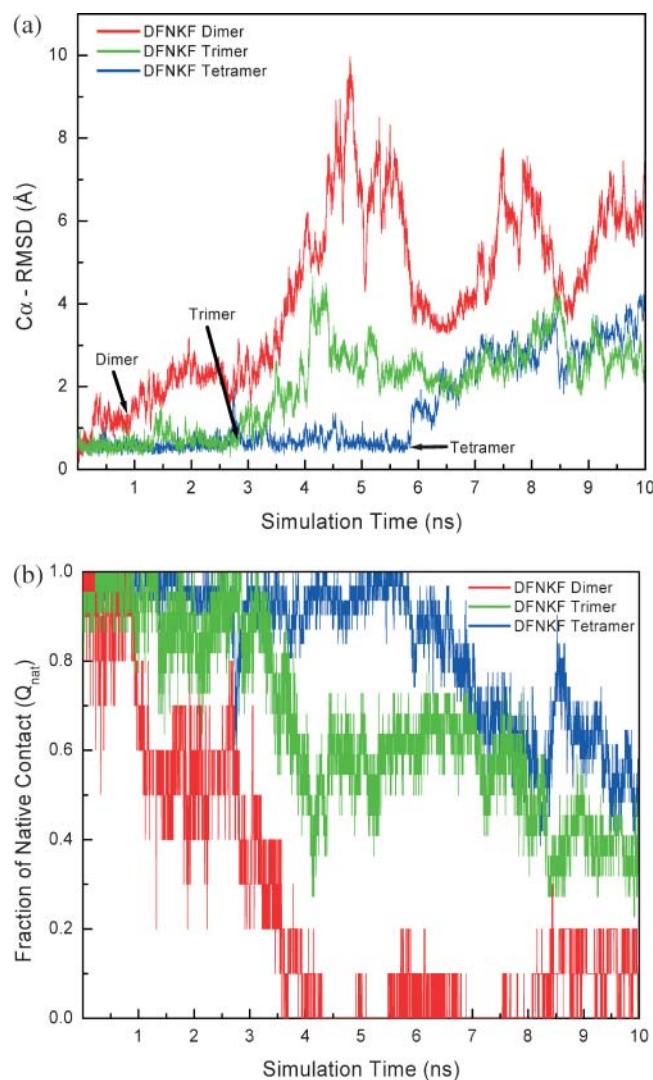 (a)
DFNKF Dimer
DFNKF Trimer
DFNKF Tetramer
10
8
6
4
2
0
Cα - RMSD (Å)
Trimer
Dimer
Tetramer
1 2 3 4 5 6 7 8 9 10
Simulation Time (ns)
(b)
DFNKF Dimer
DFNKF Trimer
DFNKF Tetramer
1.0
0.8
0.6
0.4
0.2
0.0
Fraction of Native Contact (Qnat)
1 2 3 4 5 6 7 8 9 10
Simulation Time (ns)